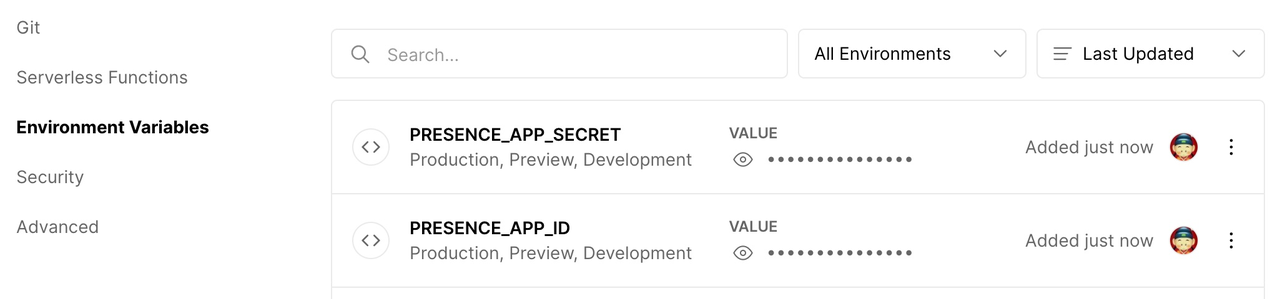 Git
Serverless Functions
Environment Variables
Security
Advanced
Search...
All Environments
Last Updated
PRESENCE_APP_SECRET
Production, Preview, Development
VALUE
•••••••••••••••
Added just now
PRESENCE_APP_ID
Production, Preview, Development
VALUE
•••••••••••••••
Added just now